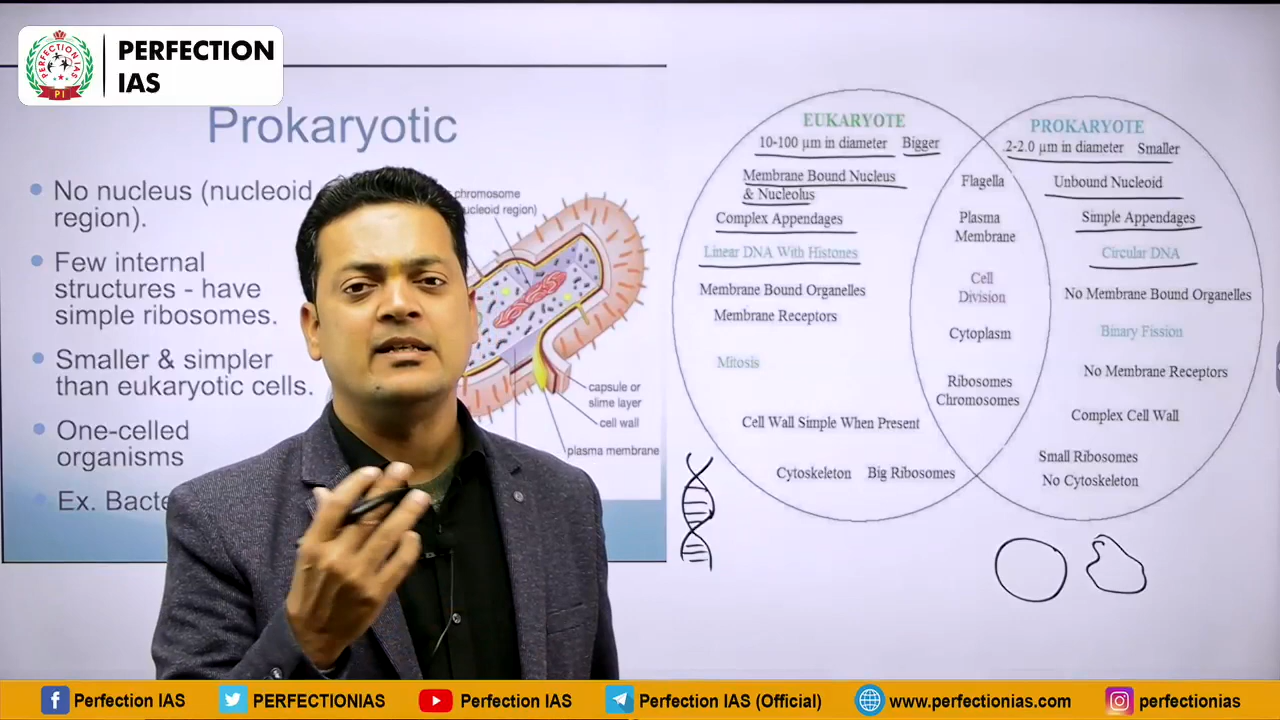 PERFECTION
IAS
PERFECTION IAS
PI
Prokaryotic
No nucleus (nucleoid
region).
Few internal
structures - have
simple ribosomes.
Smaller & simpler
than eukaryotic cells.
One-celled
organisms
Ex.
chromosome
region)
capsule or
slime layer
cell wall
plasma membrane
EUKARYOTE
10-100 µm in diameter Bigger
Membrane Bound Nucleus
& Nucleolus
Complex Appendages
Linear DNA With Histones
Membrane Bound Organelles
Membrane Receptors
Mitosis
Cell Wall Simple When Present
Cytoskeleton Big Ribosomes
Flagella
Plasma
Membrane
Cell
Division
Cytoplasm
Ribosomes
Chromosomes
PROKARYOTE
2-2.0 µm in diameter Smaller
Unbound Nucleoid
Simple Appendages
Circular DNA
No Membrane Bound Organelles
Binary Fission
No Membrane Receptors
Complex Cell Wall
Small Ribosomes
No Cytoskeleton
Perfection IAS PERFECTIONIAS Perfection IAS Perfection IAS (Official) www.perfectionias.com perfectionias